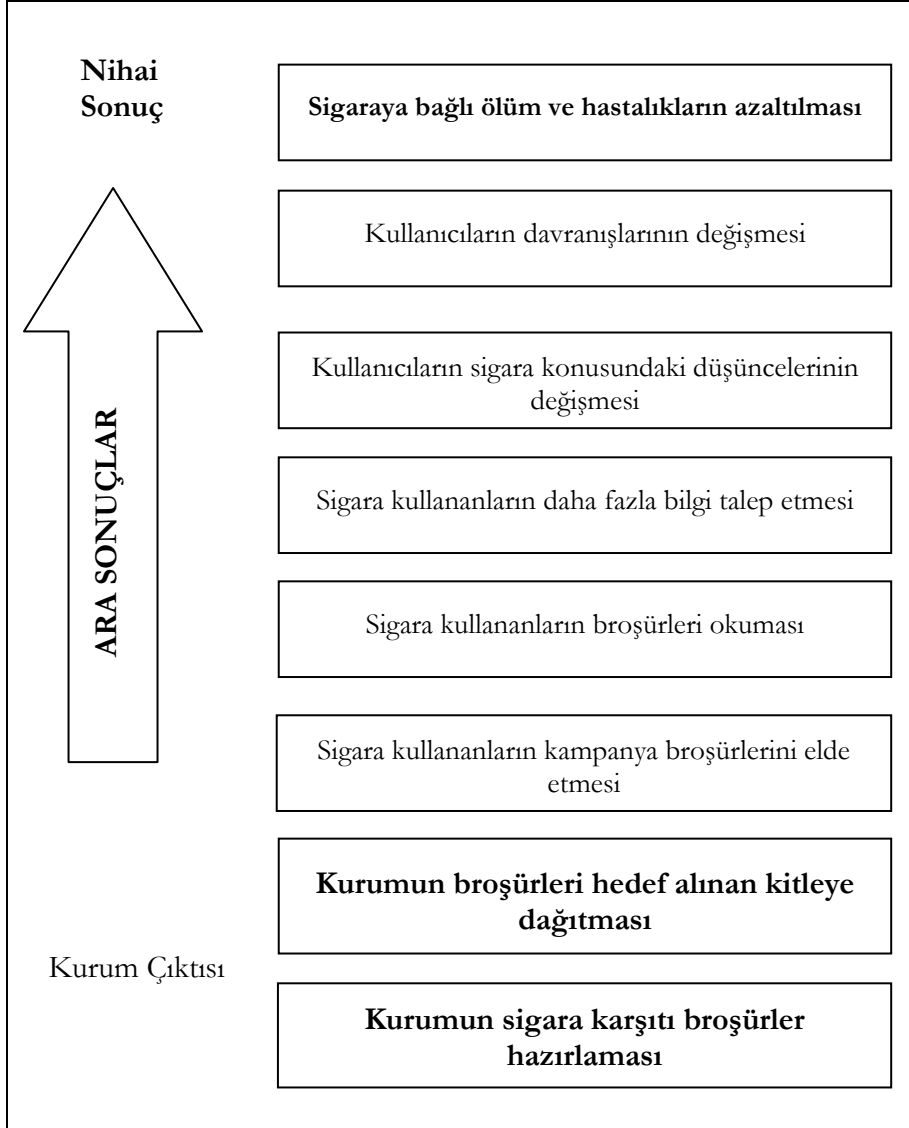 Nihai
Sonuç
Sigaraya bağlı ölüm ve hastalıkların azaltılması
Kullanıcıların davranışlarının değişmesi
Kullanıcıların sigara konusundaki düşüncelerinin
değişmesi
Sigara kullananların daha fazla bilgi talep etmesi
ARA SONUÇLAR
Sigara kullananların broşürleri okuması
Sigara kullananların kampanya broşürlerini elde
etmesi
Kurumun broşürleri hedef alınan kitleye
dağıtması
Kurum Çıktısı
Kurumun sigara karşıtı broşürler
hazırlaması